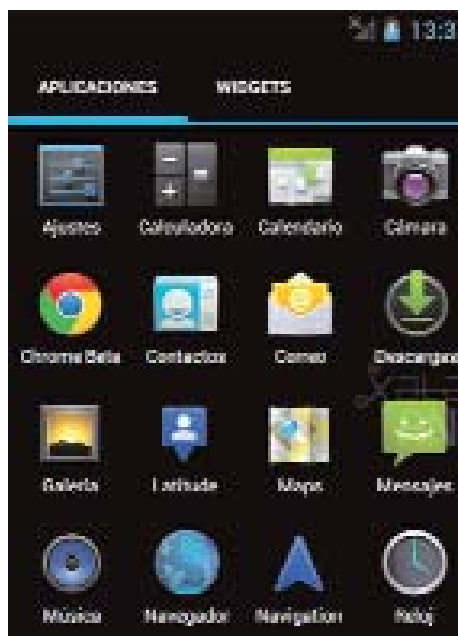 13:3
APLICACIONES WIDGETS
Ajustes Calculadora Calendario Cámara
Chrome Beta Contactos Correo Descargas
Galería Latitude Maps Mensajes
Música Navegador Navigation Reloj